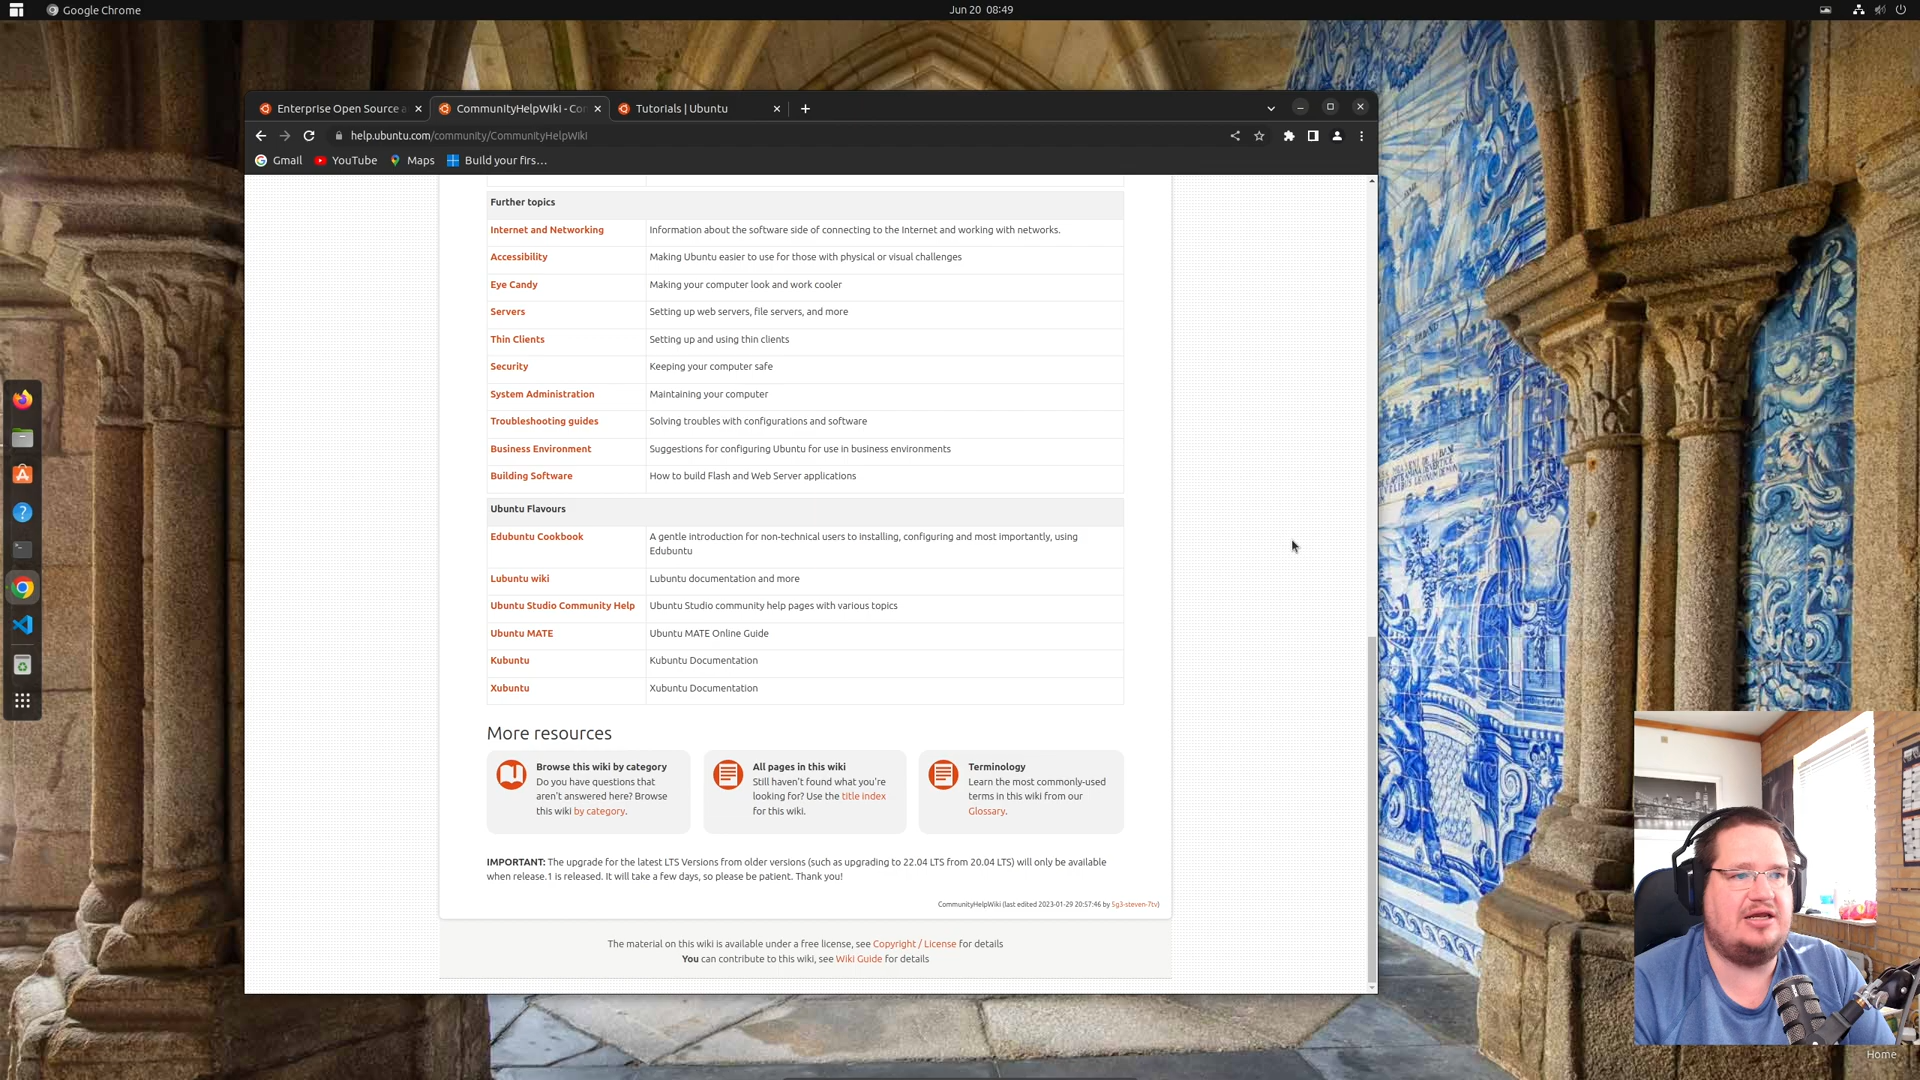 Google Chrome
Jun 20 08:49
Enterprise Open Source a
CommunityHelpWiki - Co
Tutorials | Ubuntu
help.ubuntu.com/community/CommunityHelpWiki
Gmail
YouTube
Maps
Build your firs...
Further topics
Internet and Networking Information about the software side of connecting to the Internet and working with networks.
Accessibility Making Ubuntu easier to use for those with physical or visual challenges
Eye Candy Making your computer look and work cooler
Servers Setting up web servers, file servers, and more
Thin Clients Setting up and using thin clients
Security Keeping your computer safe
System Administration Maintaining your computer
Troubleshooting guides Solving troubles with configurations and software
Business Environment Suggestions for configuring Ubuntu for use in business environments
Building Software How to build Flash and Web Server applications
Ubuntu Flavours
Edubuntu Cookbook A gentle introduction for non-technical users to installing, configuring and most importantly, using
Edubuntu
Lubuntu wiki Lubuntu documentation and more
Ubuntu Studio Community Help Ubuntu Studio community help pages with various topics
Ubuntu MATE Ubuntu MATE Online Guide
Kubuntu Kubuntu Documentation
Xubuntu Xubuntu Documentation
More resources
Browse this wiki by category
Do you have questions that
aren't answered here? Browse
this wiki by category.
All pages in this wiki
Still haven't found what you're
looking for? Use the title index
for this wiki.
Terminology
Learn the most commonly-used
terms in this wiki from our
Glossary.
IMPORTANT: The upgrade for the latest LTS Versions from older versions (such as upgrading to 22.04 LTS from 20.04 LTS) will only be available
when release.1 is released. It will take a few days, so please be patient. Thank you!
CommunityHelpWiki (last edited 2023-01-29 20:57:46 by 5g3-steven-7tv)
The material on this wiki is available under a free license, see Copyright / License for details
You can contribute to this wiki, see Wiki Guide for details
Home